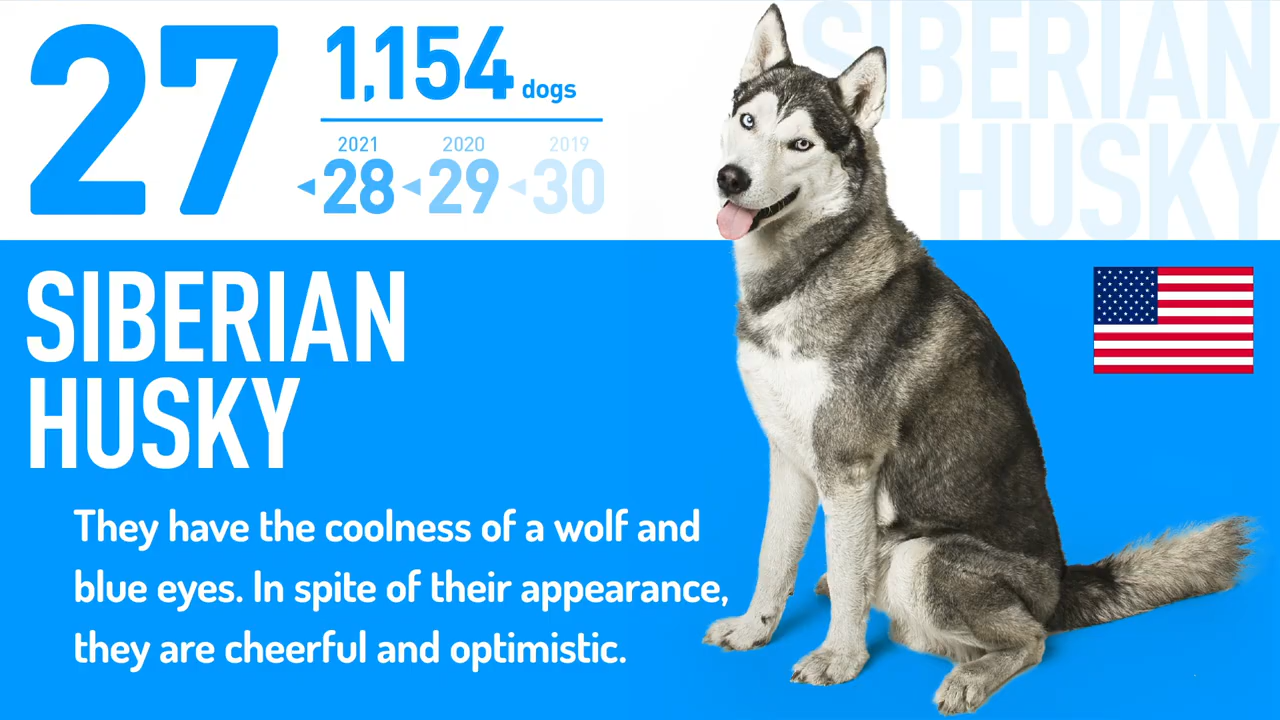 27
1,154 dogs
2021 2020 2019
◄28 ◄29 ◄30
SIBERIAN
HUSKY
SIBERIAN
HUSKY
They have the coolness of a wolf and
blue eyes. In spite of their appearance,
they are cheerful and optimistic.